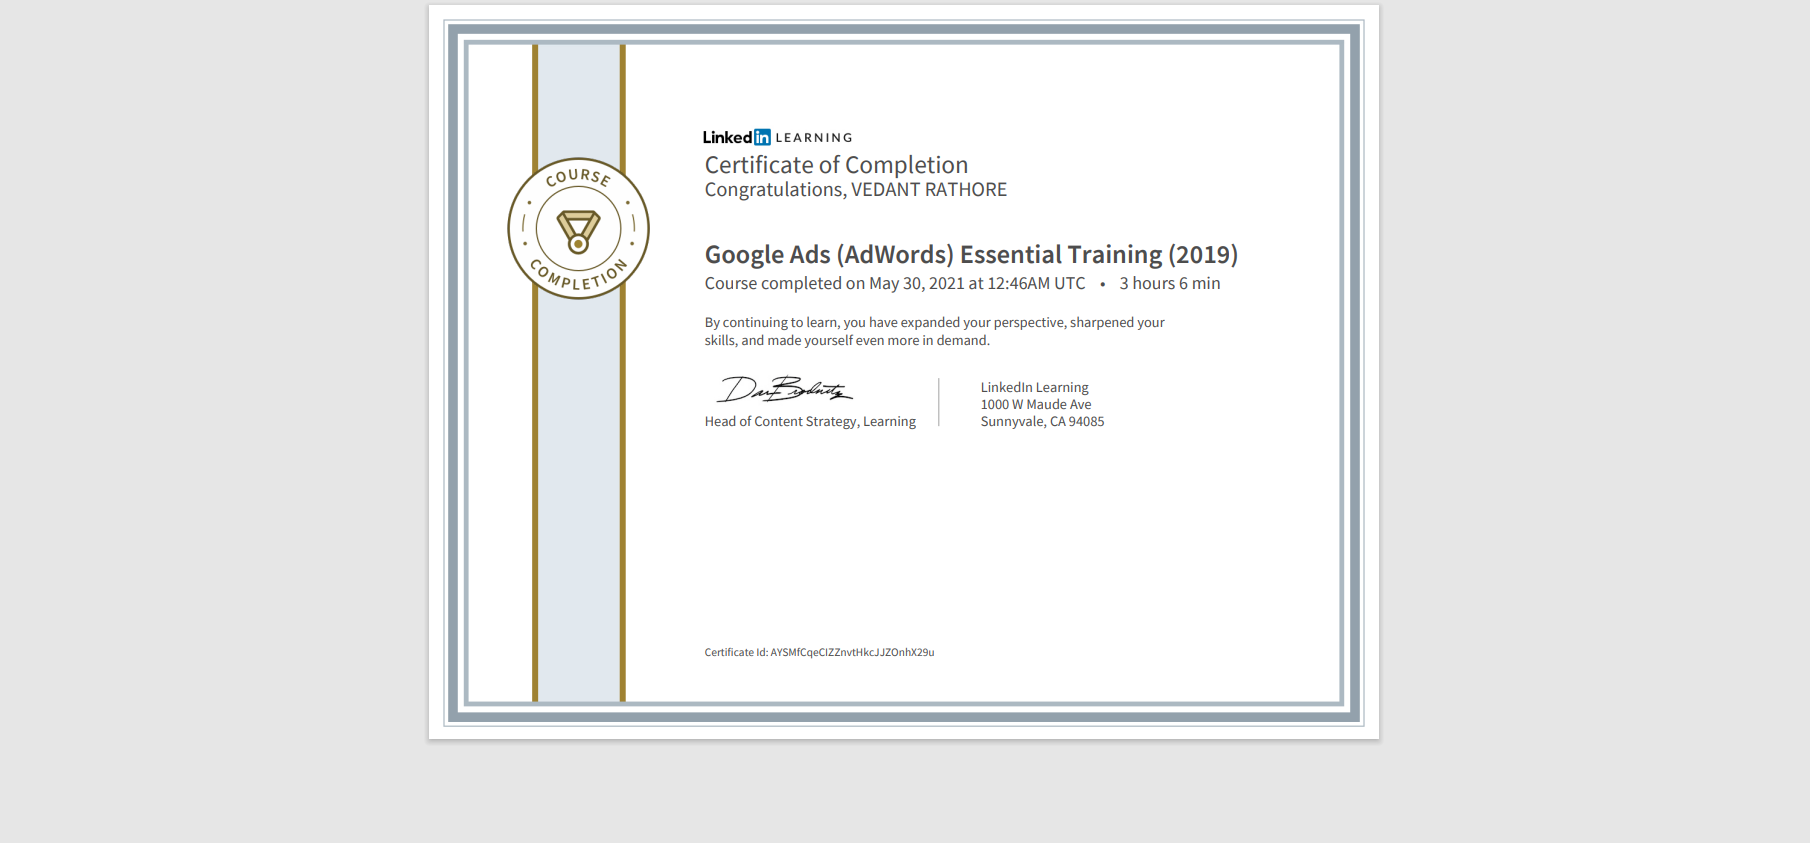 COURSE
COMPLETION
Linked in LEARNING
Certificate of Completion
Congratulations, VEDANT RATHORE
Google Ads (AdWords) Essential Training (2019)
Course completed on May 30, 2021 at 12:46AM UTC • 3 hours 6 min
By continuing to learn, you have expanded your perspective, sharpened your
skills, and made yourself even more in demand.
Head of Content Strategy, Learning
LinkedIn Learning
1000 W Maude Ave
Sunnyvale, CA 94085
Certificate Id: AYSMfCqeCIZZnvtHkcJJZOnhX29u